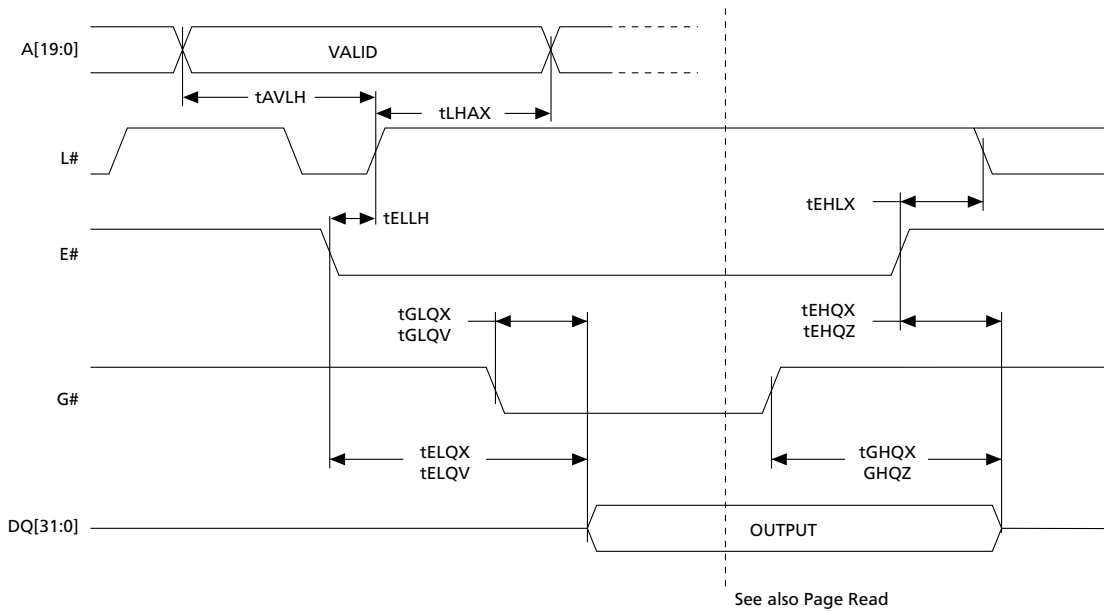 A[19:0]
VALID
tAVLH
tLHAX
L#
tEHLX
tELLH
E#
tGLQX
tGLQV
tEHQX
tEHQZ
G#
tELQX
tELQV
tGHQX
GHQZ
DQ[31:0]
OUTPUT
See also Page Read